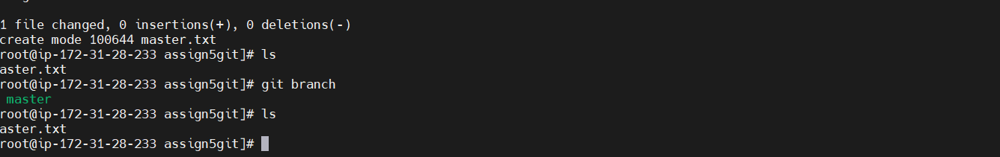 1 file changed, 0 insertions(+), 0 deletions(-)
create mode 100644 master.txt
root@ip-172-31-28-233 assign5git]# ls
aster.txt
root@ip-172-31-28-233 assign5git]# git branch
master
root@ip-172-31-28-233 assign5git]# ls
aster.txt
root@ip-172-31-28-233 assign5git]#